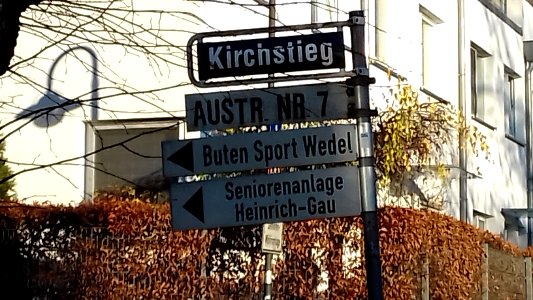 Kirchstieg
AUSTR. NR 7
Buten Sport Wedel
Seniorenanlage
Heinrich-Gau